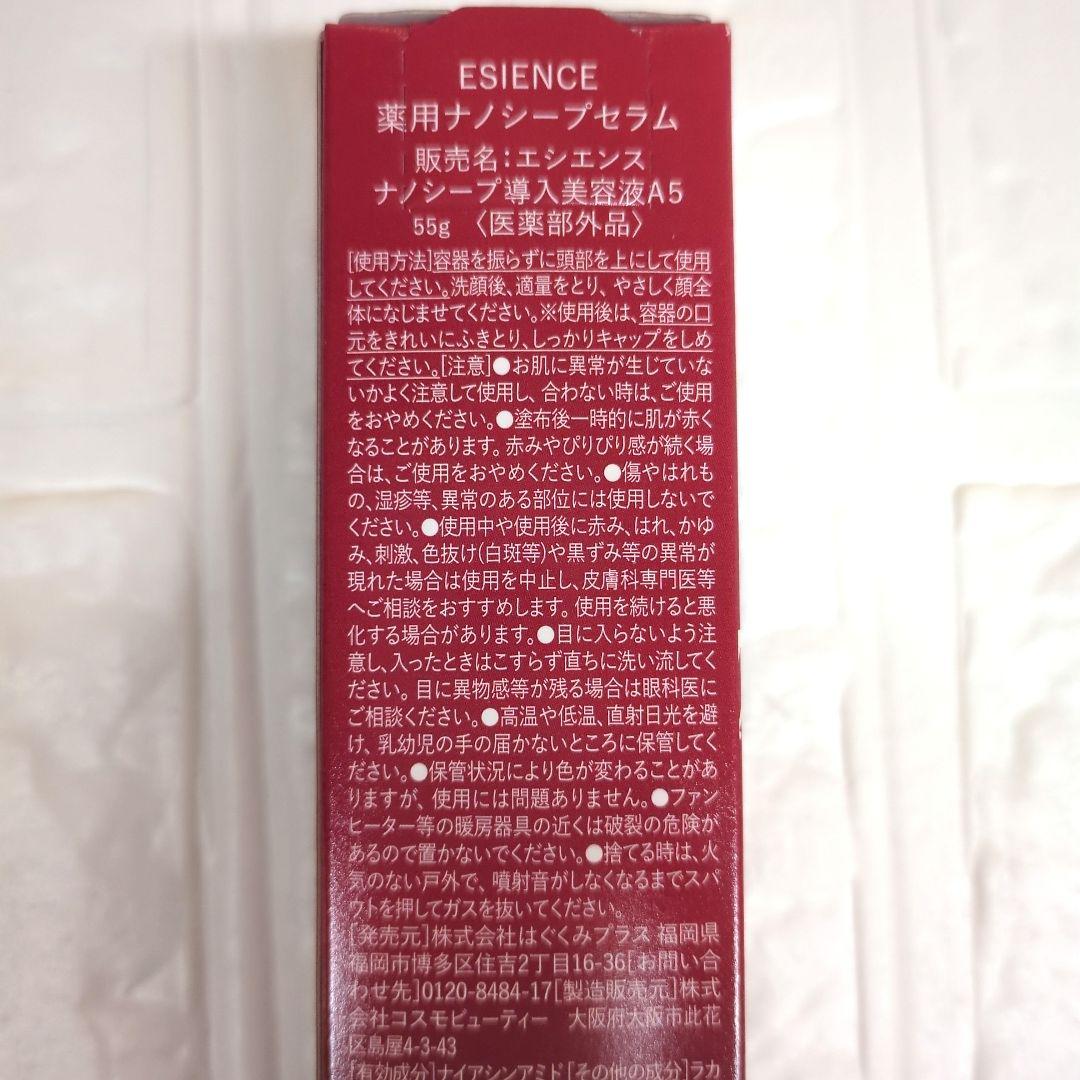 ESIENCE
薬用ナノシープセラム
販売名:エシエンス
ナノシープ導入美容液A5
55g 〈医薬部外品〉
[使用方法]容器を振らずに頭部を上にして使用
してください。洗顔後、適量をとり、やさしく顔全
体になじませてください。※使用後は、容器の口
元をきれいにふきとり、しっかりキャップをしめ
てください。[注意]●お肌に異常が生じていな
いかよく注意して使用し、合わない時は、ご使用
をおやめください。●塗布後一時的に肌が赤く
なることがあります。赤みやぴりぴり感が続く場
合は、ご使用をおやめください。●傷やはれも
の、湿疹等、異常のある部位には使用しないで
ください。●使用中や使用後に赤み、はれ、かゆ
み、刺激、色抜け(白斑等)や黒ずみ等の異常が
現れた場合は使用を中止し、皮膚科専門医等
へご相談をおすすめします。使用を続けると悪
化する場合があります。●目に入らないよう注
意し、入ったときはこすらず直ちに洗い流してく
ださい。目に異物感等が残る場合は眼科医に
ご相談ください。●高温や低温、直射日光を避
け、乳幼児の手の届かないところに保管してく
ださい。●保管状況により色が変わることがあ
りますが、使用には問題ありません。●ファン
ヒーター等の暖房器具の近くは破裂の危険が
あるので置かないでください。●捨てる時は、火
気のない戸外で、噴射音がしなくなるまでスパ
ウトを押してガスを抜いてください。
[発売元]株式会社はぐくみプラス 福岡県
福岡市博多区住吉2丁目16-36[お問い合
わせ先]0120-8484-17[製造販売元]株式
会社コスモビューティー 大阪府大阪市此花
区島屋4-3-43
[有効成分]ナイアシンアミド[その他の成分]ラカ